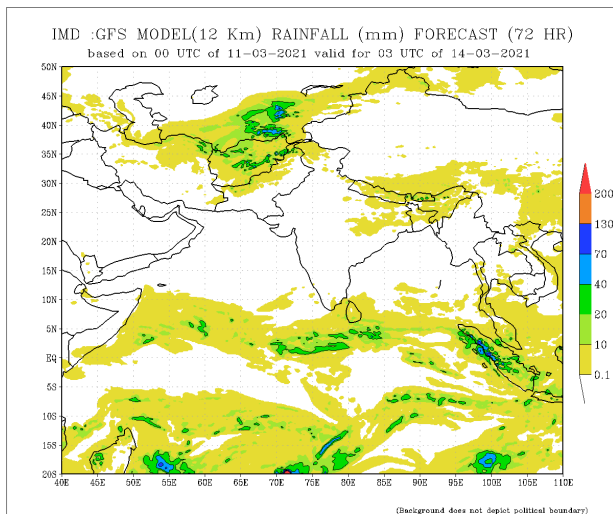 IMD :GFS MODEL(12 Km) RAINFALL (mm) FORECAST (72 HR)
based on 00 UTC of 11-03-2021 valid for 03 UTC of 14-03-2021
50N
45N
40N
35N
30N
25N
20N
15N
10N
5N
EQ
5S
10S
15S
20S
40E 45E 50E 55E 60E 65E 70E 75E 80E 85E 90E 95E 100E 105E 110E
200
130
70
40
20
10
0.1
(Background does not depict political boundary)